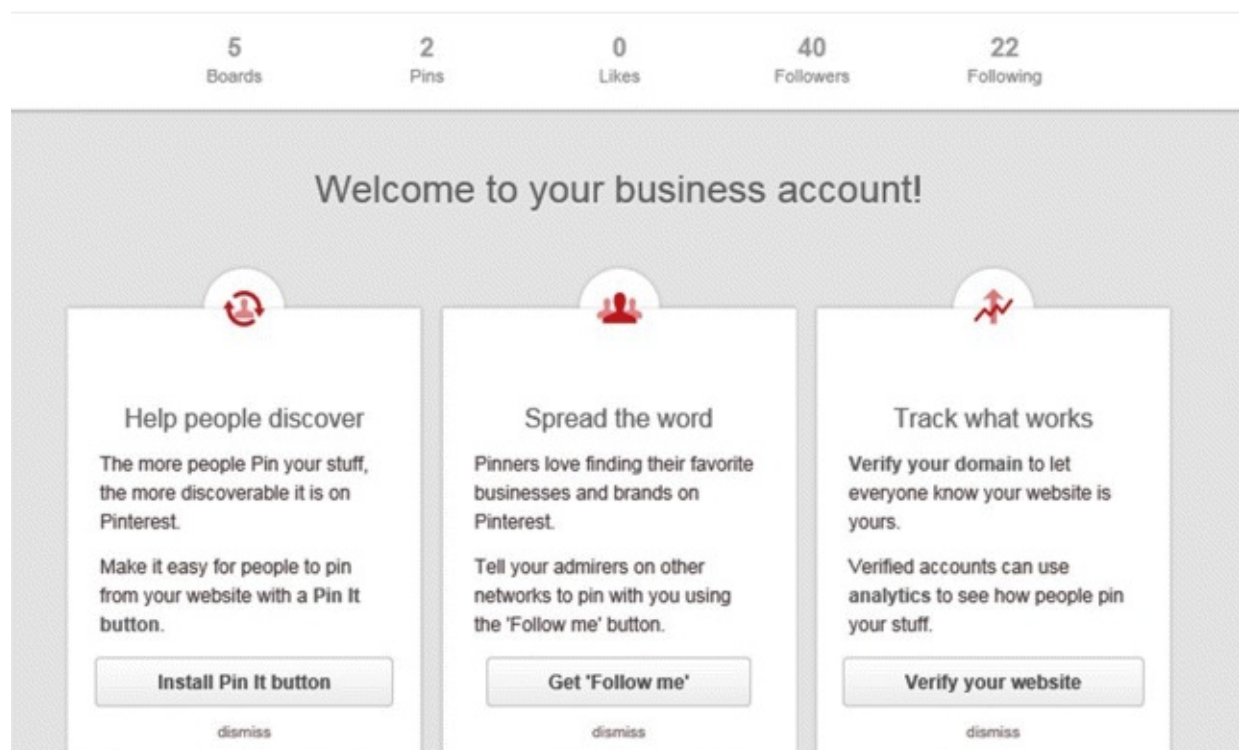 5 2 0 40 22
Boards Pins Likes Followers Following
Welcome to your business account!
Help people discover
The more people Pin your stuff,
the more discoverable it is on
Pinterest.
Make it easy for people to pin
from your website with a Pin It
button.
Install Pin It button
dismiss
Spread the word
Pinners love finding their favorite
businesses and brands on
Pinterest.
Tell your admirers on other
networks to pin with you using
the 'Follow me' button.
Get 'Follow me'
dismiss
Track what works
Verify your domain to let
everyone know your website is
yours.
Verified accounts can use
analytics to see how people pin
your stuff.
Verify your website
dismiss